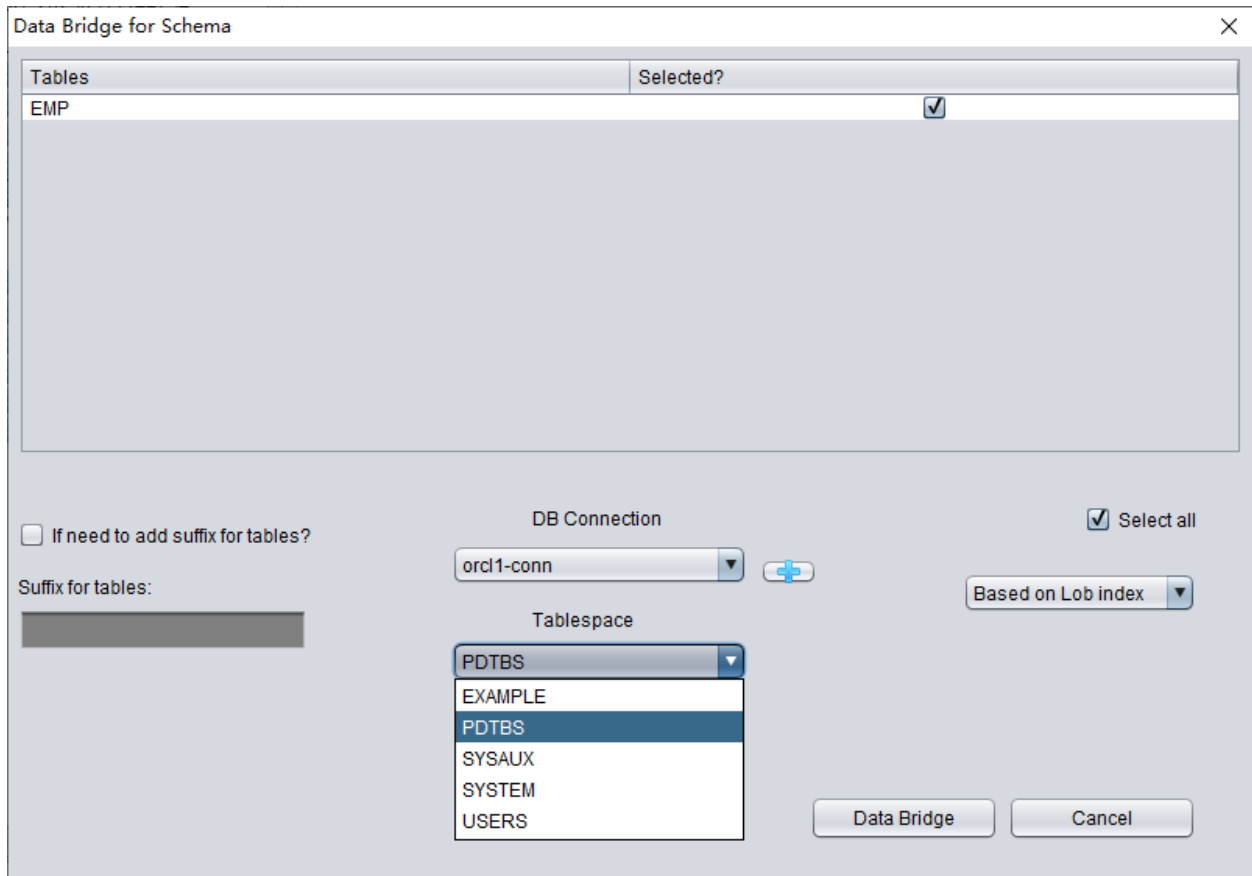 Data Bridge for Schema
Tables Selected?
EMP
DB Connection
Select all
If need to add suffix for tables?
orcl1-conn
Suffix for tables:
Based on Lob index
Tablespace
PDTBS
EXAMPLE
PDTBS
SYSAUX
SYSTEM
USERS
Data Bridge Cancel